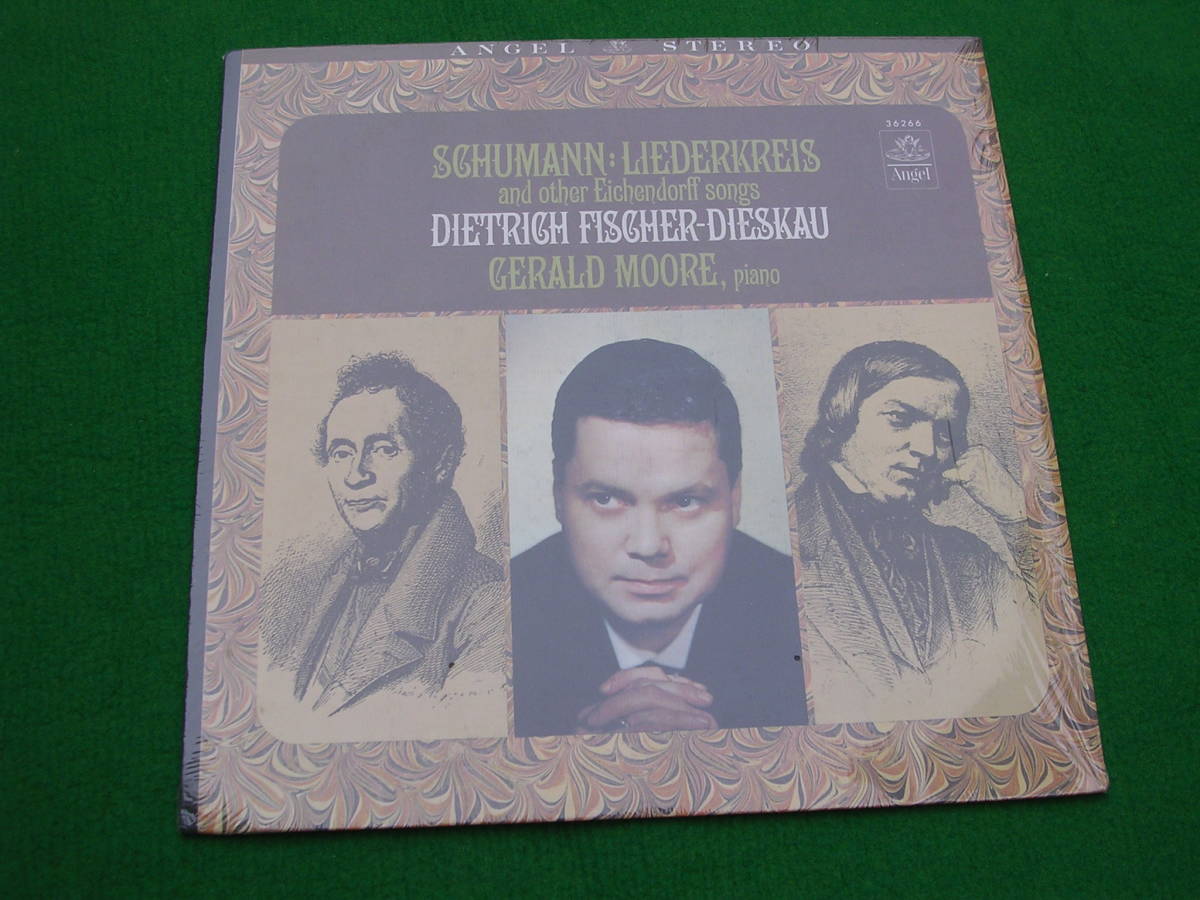 ANGEL STEREO
36266
Angel
SCHUMANN: LIEDERKREIS
and other Eichendorff songs
DIETRICH FISCHER-DIESKAU
GERALD MOORE, piano